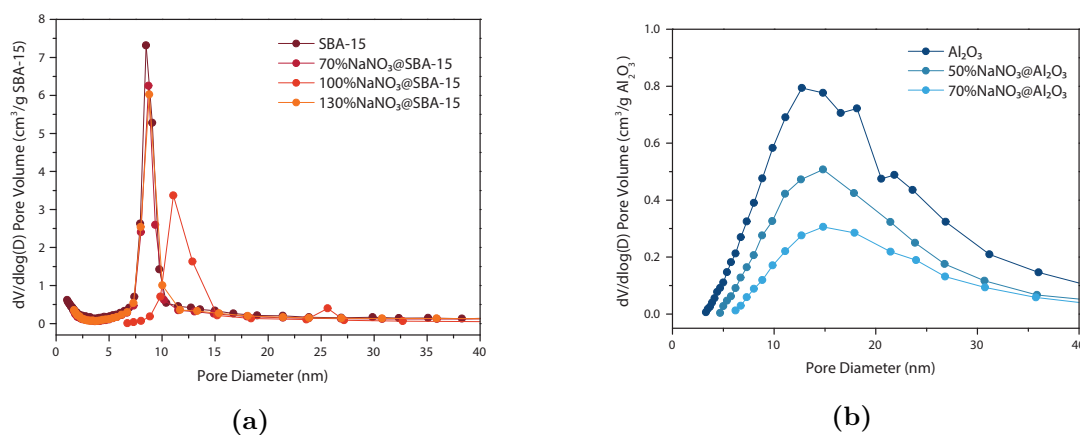 dV/dlog(D) Pore Volume (cm³/g SBA-15)
8
7
6
5
4
3
2
1
0
SBA-15
70%NaNO₃@SBA-15
100%NaNO₃@SBA-15
130%NaNO₃@SBA-15
0 5 10 15 20 25 30 35 40
Pore Diameter (nm)
(a)
dV/dlog(D) Pore Volume (cm³/g Al₂O₃)
1.0
0.8
0.6
0.4
0.2
0.0
Al₂O₃
50%NaNO₃@Al₂O₃
70%NaNO₃@Al₂O₃
0 10 20 30 40
Pore Diameter (nm)
(b)